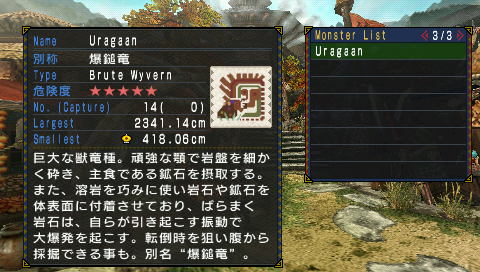 Name Uragaan
別称 爆鎚竜
Type Brute Wyvern
危険度 ★★★★★
No. (Capture) 14( 0)
Largest 2341.14cm
Smallest 418.06cm
巨大な獣竜種。頑強な顎で岩盤を細か
く砕き、主食である鉱石を摂取する。
また、溶岩を巧みに使い岩石や鉱石を
体表面に付着させており、ばらまく
岩石は、自らが引き起こす振動で
大爆発を起こす。転倒時を狙い腹から
採掘できる事も。別名“爆鎚竜”。
Monster List 3/3
Uragaan